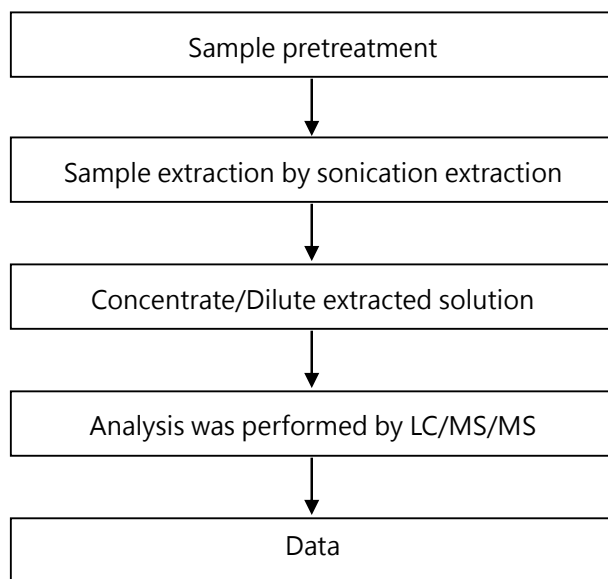 Sample pretreatment
Sample extraction by sonication extraction
Concentrate/Dilute extracted solution
Analysis was performed by LC/MS/MS
Data